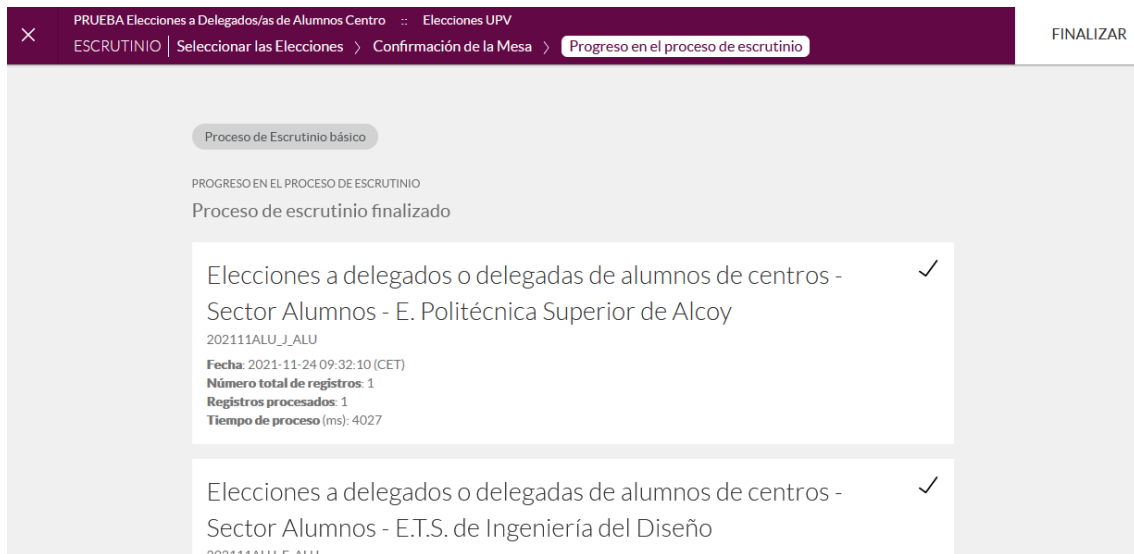 PRUEBA Elecciones a Delegados/as de Alumnos Centro :: Elecciones UPV
ESCRUTINIO | Seleccionar las Elecciones > Confirmación de la Mesa > Progreso en el proceso de escrutinio
FINALIZAR
Proceso de Escrutinio básico
PROGRESO EN EL PROCESO DE ESCRUTINIO
Proceso de escrutinio finalizado
Elecciones a delegados o delegadas de alumnos de centros -
Sector Alumnos - E. Politécnica Superior de Alcoy
202111ALU_J_ALU
Fecha: 2021-11-24 09:32:10 (CET)
Número total de registros: 1
Registros procesados: 1
Tiempo de proceso (ms): 4027
Elecciones a delegados o delegadas de alumnos de centros -
Sector Alumnos - E.T.S. de Ingeniería del Diseño